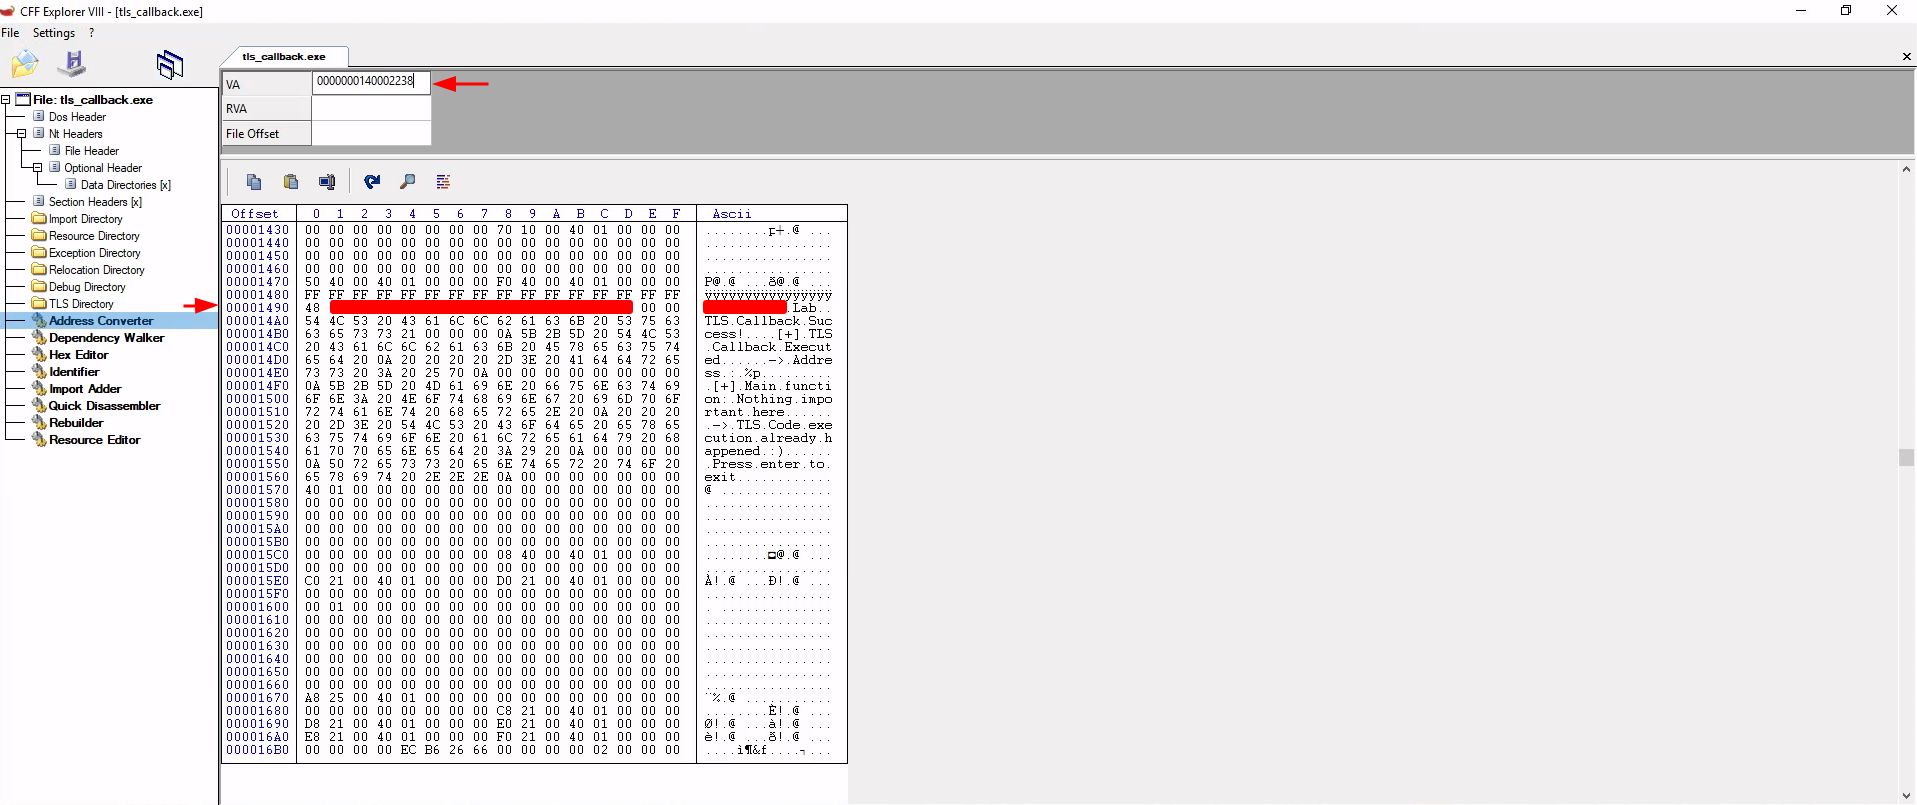 CFF Explorer VIII - [tls_callback.exe]
File Settings ?
tls_callback.exe
VA 0000000140002238
RVA
File Offset
File: tls_callback.exe
Dos Header
Nt Headers
File Header
Optional Header
Data Directories [x]
Section Headers [x]
Import Directory
Resource Directory
Exception Directory
Relocation Directory
Debug Directory
TLS Directory
Address Converter
Dependency Walker
Hex Editor
Identifier
Import Adder
Quick Disassembler
Rebuilder
Resource Editor
Offset 0 1 2 3 4 5 6 7 8 9 A B C D E F Ascii
00001430 00 00 00 00 00 00 00 00 70 10 00 40 01 00 00 00 ........p+.@ ...
00001440 00 00 00 00 00 00 00 00 00 00 00 00 00 00 00 00 ................
00001450 00 00 00 00 00 00 00 00 00 00 00 00 00 00 00 00 ................
00001460 00 00 00 00 00 00 00 00 00 00 00 00 00 00 00 00 ................
00001470 50 40 00 40 01 00 00 00 F0 40 00 40 01 00 00 00 P@.@ ...ð@.@ ...
00001480 FF FF FF FF FF FF FF FF FF FF FF FF FF FF FF FF ÿÿÿÿÿÿÿÿÿÿÿÿÿÿÿÿ
00001490 48 00 00 .Lab..
000014A0 54 4C 53 20 43 61 6C 6C 62 61 63 6B 20 53 75 63 TLS.Callback.Suc
000014B0 63 65 73 73 21 00 00 00 0A 5B 2B 5D 20 54 4C 53 cess!....[+].TLS
000014C0 20 43 61 6C 6C 62 61 63 6B 20 45 78 65 63 75 74 .Callback.Execut
000014D0 65 64 20 0A 20 20 20 20 2D 3E 20 41 64 64 72 65 ed......->.Addre
000014E0 73 73 20 3A 20 25 70 0A 00 00 00 00 00 00 00 00 ss.:.%p.........
000014F0 0A 5B 2B 5D 20 4D 61 69 6E 20 66 75 6E 63 74 69 .[+].Main.functi
00001500 6F 6E 3A 20 4E 6F 74 68 69 6E 67 20 69 6D 70 6F on:.Nothing.impo
00001510 72 74 61 6E 74 20 68 65 72 65 2E 20 0A 20 20 20 rtant.here......
00001520 20 2D 3E 20 54 4C 53 20 43 6F 64 65 20 65 78 65 .->.TLS.Code.exe
00001530 63 75 74 69 6F 6E 20 61 6C 72 65 61 64 79 20 68 cution.already.h
00001540 61 70 70 65 6E 65 64 20 3A 29 20 0A 00 00 00 00 appened.:)......
00001550 0A 50 72 65 73 73 20 65 6E 74 65 72 20 74 6F 20 .Press.enter.to.
00001560 65 78 69 74 20 2E 2E 2E 0A 00 00 00 00 00 00 00 exit............
00001570 40 01 00 00 00 00 00 00 00 00 00 00 00 00 00 00 @ ..............
00001580 00 00 00 00 00 00 00 00 00 00 00 00 00 00 00 00 ................
00001590 00 00 00 00 00 00 00 00 00 00 00 00 00 00 00 00 ................
000015A0 00 00 00 00 00 00 00 00 00 00 00 00 00 00 00 00 ................
000015B0 00 00 00 00 00 00 00 00 00 00 00 00 00 00 00 00 ................
000015C0 00 00 00 00 00 00 00 00 08 40 00 40 01 00 00 00 ........◘@.@ ...
000015D0 00 00 00 00 00 00 00 00 00 00 00 00 00 00 00 00 ................
000015E0 C0 21 00 40 01 00 00 00 D0 21 00 40 01 00 00 00 À!.@ ...Ð!.@ ...
000015F0 00 00 00 00 00 00 00 00 00 00 00 00 00 00 00 00 ................
00001600 00 01 00 00 00 00 00 00 00 00 00 00 00 00 00 00 . ..............
00001610 00 00 00 00 00 00 00 00 00 00 00 00 00 00 00 00 ................
00001620 00 00 00 00 00 00 00 00 00 00 00 00 00 00 00 00 ................
00001630 00 00 00 00 00 00 00 00 00 00 00 00 00 00 00 00 ................
00001640 00 00 00 00 00 00 00 00 00 00 00 00 00 00 00 00 ................
00001650 00 00 00 00 00 00 00 00 00 00 00 00 00 00 00 00 ................
00001660 00 00 00 00 00 00 00 00 00 00 00 00 00 00 00 00 ................
00001670 A8 25 00 40 01 00 00 00 00 00 00 00 00 00 00 00 ¨%.@ ...........
00001680 00 00 00 00 00 00 00 00 C8 21 00 40 01 00 00 00 ........È!.@ ...
00001690 D8 21 00 40 01 00 00 00 E0 21 00 40 01 00 00 00 Ø!.@ ...à!.@ ...
000016A0 E8 21 00 40 01 00 00 00 F0 21 00 40 01 00 00 00 è!.@ ...ð!.@ ...
000016B0 00 00 00 00 EC B6 26 66 00 00 00 00 02 00 00 00 ....ì¶&f....┐...